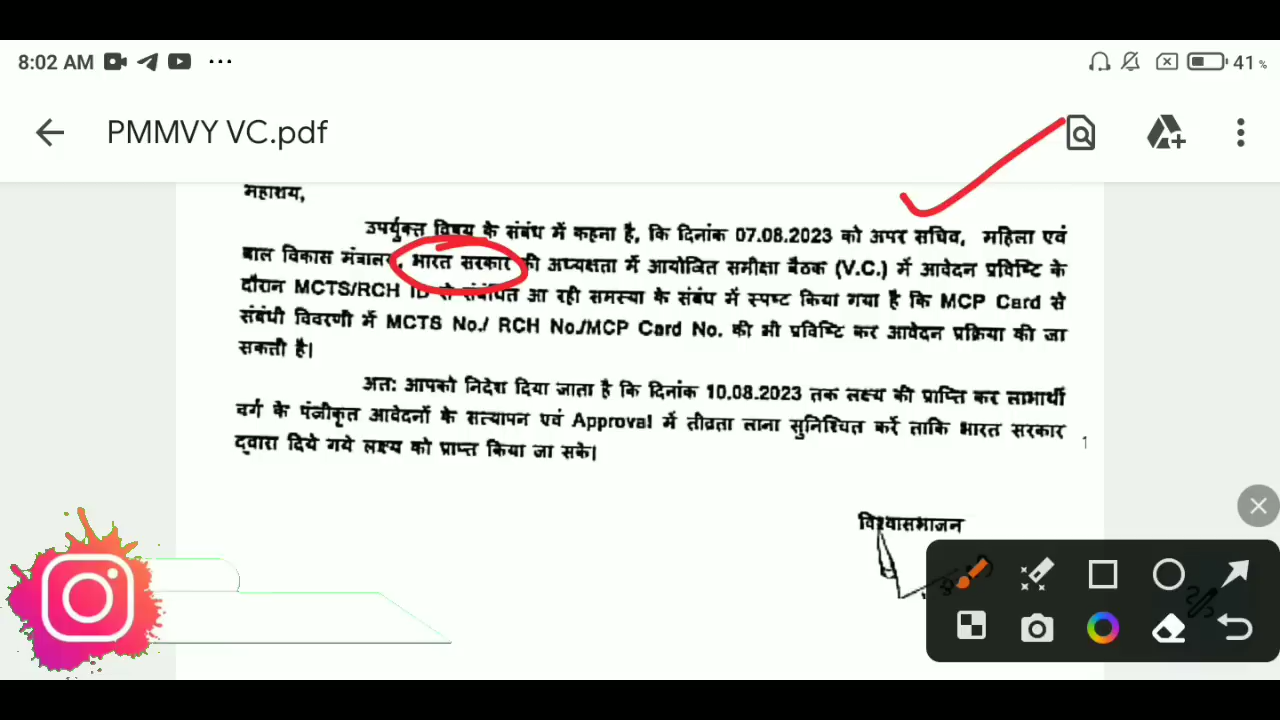 8:02 AM ... 41 %
PMMVY VC.pdf
महाशय,
उपर्युक्त विषय के संबंध में कहना है, कि दिनांक 07.08.2023 को अपर सचिव, महिला एवं
बाल विकास मंत्रालय, भारत सरकार की अध्यक्षता में आयोजित समीक्षा बैठक (V.C.) में आवेदन प्रविष्टि के
दौरान MCTS/RCH ID से संबंधित आ रही समस्या के संबंध में स्पष्ट किया गया है कि MCP Card से
संबंधी विवरणी में MCTS No./ RCH No./MCP Card No. की भी प्रविष्टि कर आवेदन प्रक्रिया की जा
सकती है।
अत: आपको निदेश दिया जाता है कि दिनांक 10.08.2023 तक लक्ष्य की प्राप्ति कर लाभार्थी
वर्ग के पंजीकृत आवेदनों के सत्यापन एवं Approval में तीव्रता लाना सुनिश्चित करें ताकि भारत सरकार
द्वारा दिये गये लक्ष्य को प्राप्त किया जा सके।
1
विश्वासभाजन